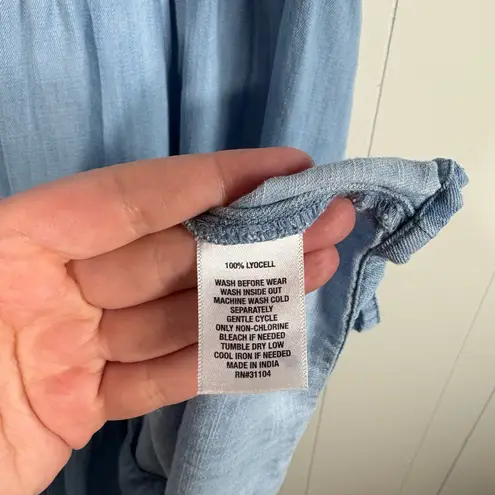 100% LYOCELL
WASH BEFORE WEAR
WASH INSIDE OUT
MACHINE WASH COLD
SEPARATELY
GENTLE CYCLE
ONLY NON-CHLORINE
BLEACH IF NEEDED
TUMBLE DRY LOW
COOL IRON IF NEEDED
MADE IN INDIA
RN#31104